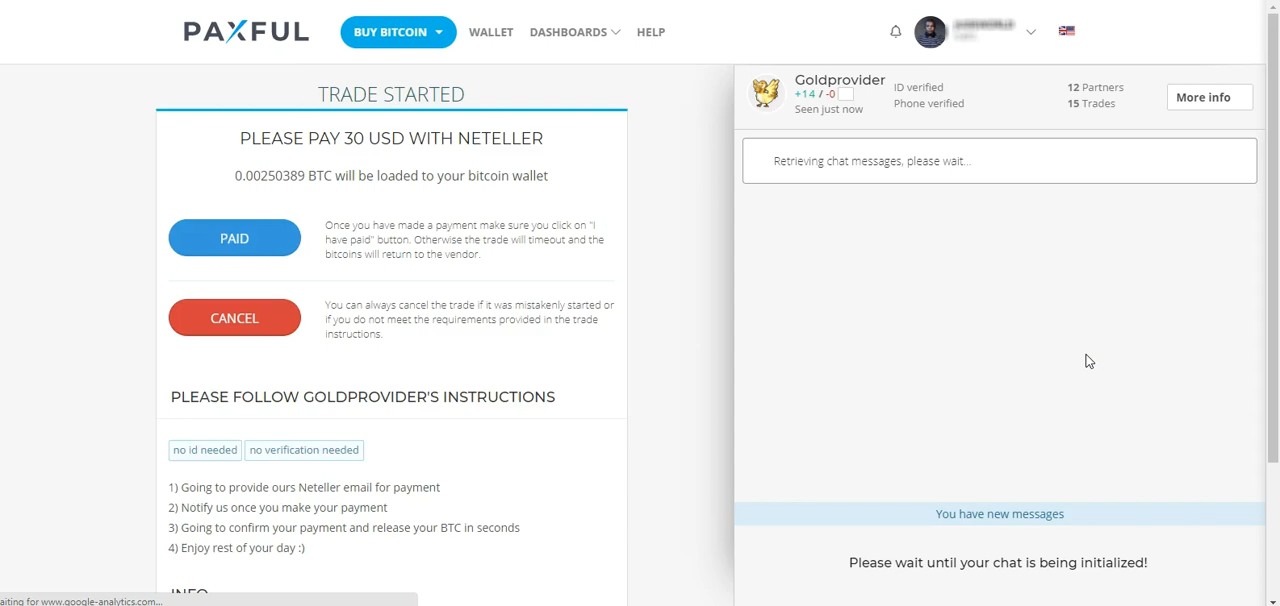 PAXFUL
BUY BITCOIN
WALLET
DASHBOARDS
HELP
TRADE STARTED
PLEASE PAY 30 USD WITH NETELLER
0.00250389 BTC will be loaded to your bitcoin wallet
PAID
Once you have made a payment make sure you click on "I
have paid" button. Otherwise the trade will timeout and the
bitcoins will return to the vendor.
CANCEL
You can always cancel the trade if it was mistakenly started or
if you do not meet the requirements provided in the trade
instructions.
PLEASE FOLLOW GOLDPROVIDER'S INSTRUCTIONS
no id needed
no verification needed
1) Going to provide ours Neteller email for payment
2) Notify us once you make your payment
3) Going to confirm your payment and release your BTC in seconds
4) Enjoy rest of your day :)
INFO
aiting for www.google-analytics.com...
Goldprovider
+14 / -0
Seen just now
ID verified
Phone verified
12 Partners
15 Trades
More info
Retrieving chat messages, please wait...
You have new messages
Please wait until your chat is being initialized!